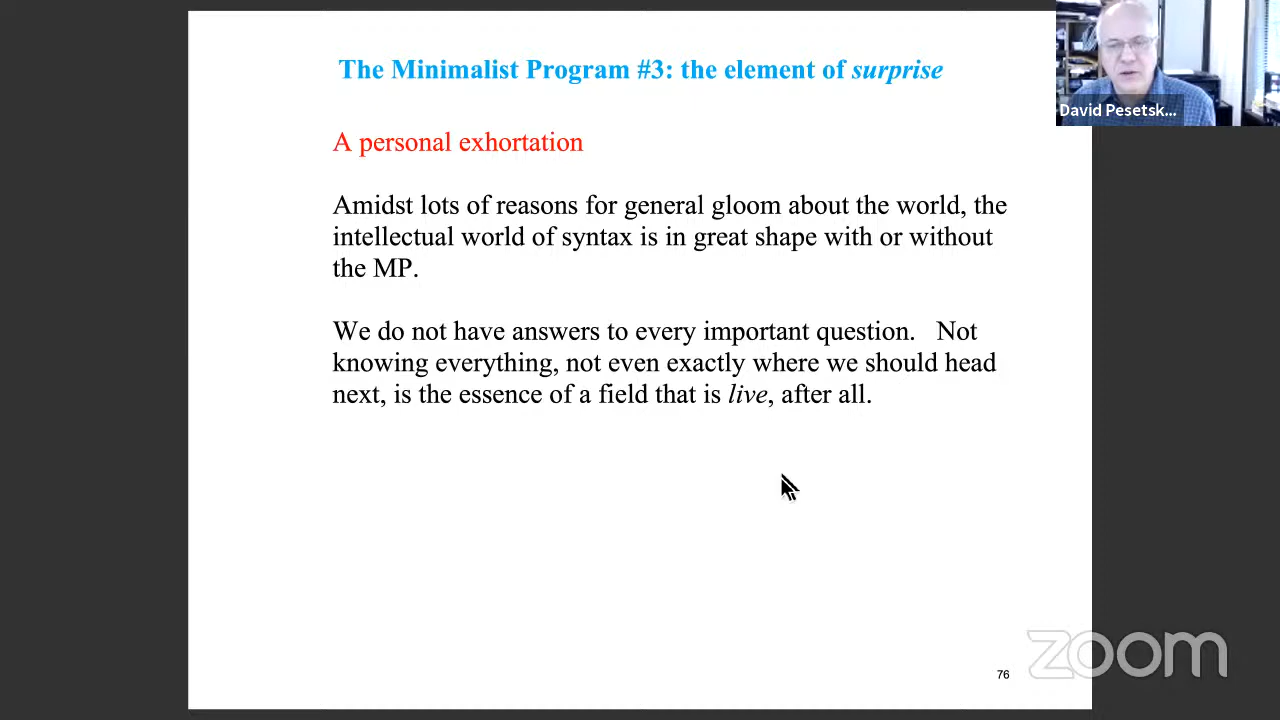 The Minimalist Program #3: the element of surprise
David Pesetsk...
A personal exhortation
Amidst lots of reasons for general gloom about the world, the
intellectual world of syntax is in great shape with or without
the MP.
We do not have answers to every important question.   Not
knowing everything, not even exactly where we should head
next, is the essence of a field that is live, after all.
zoom
76